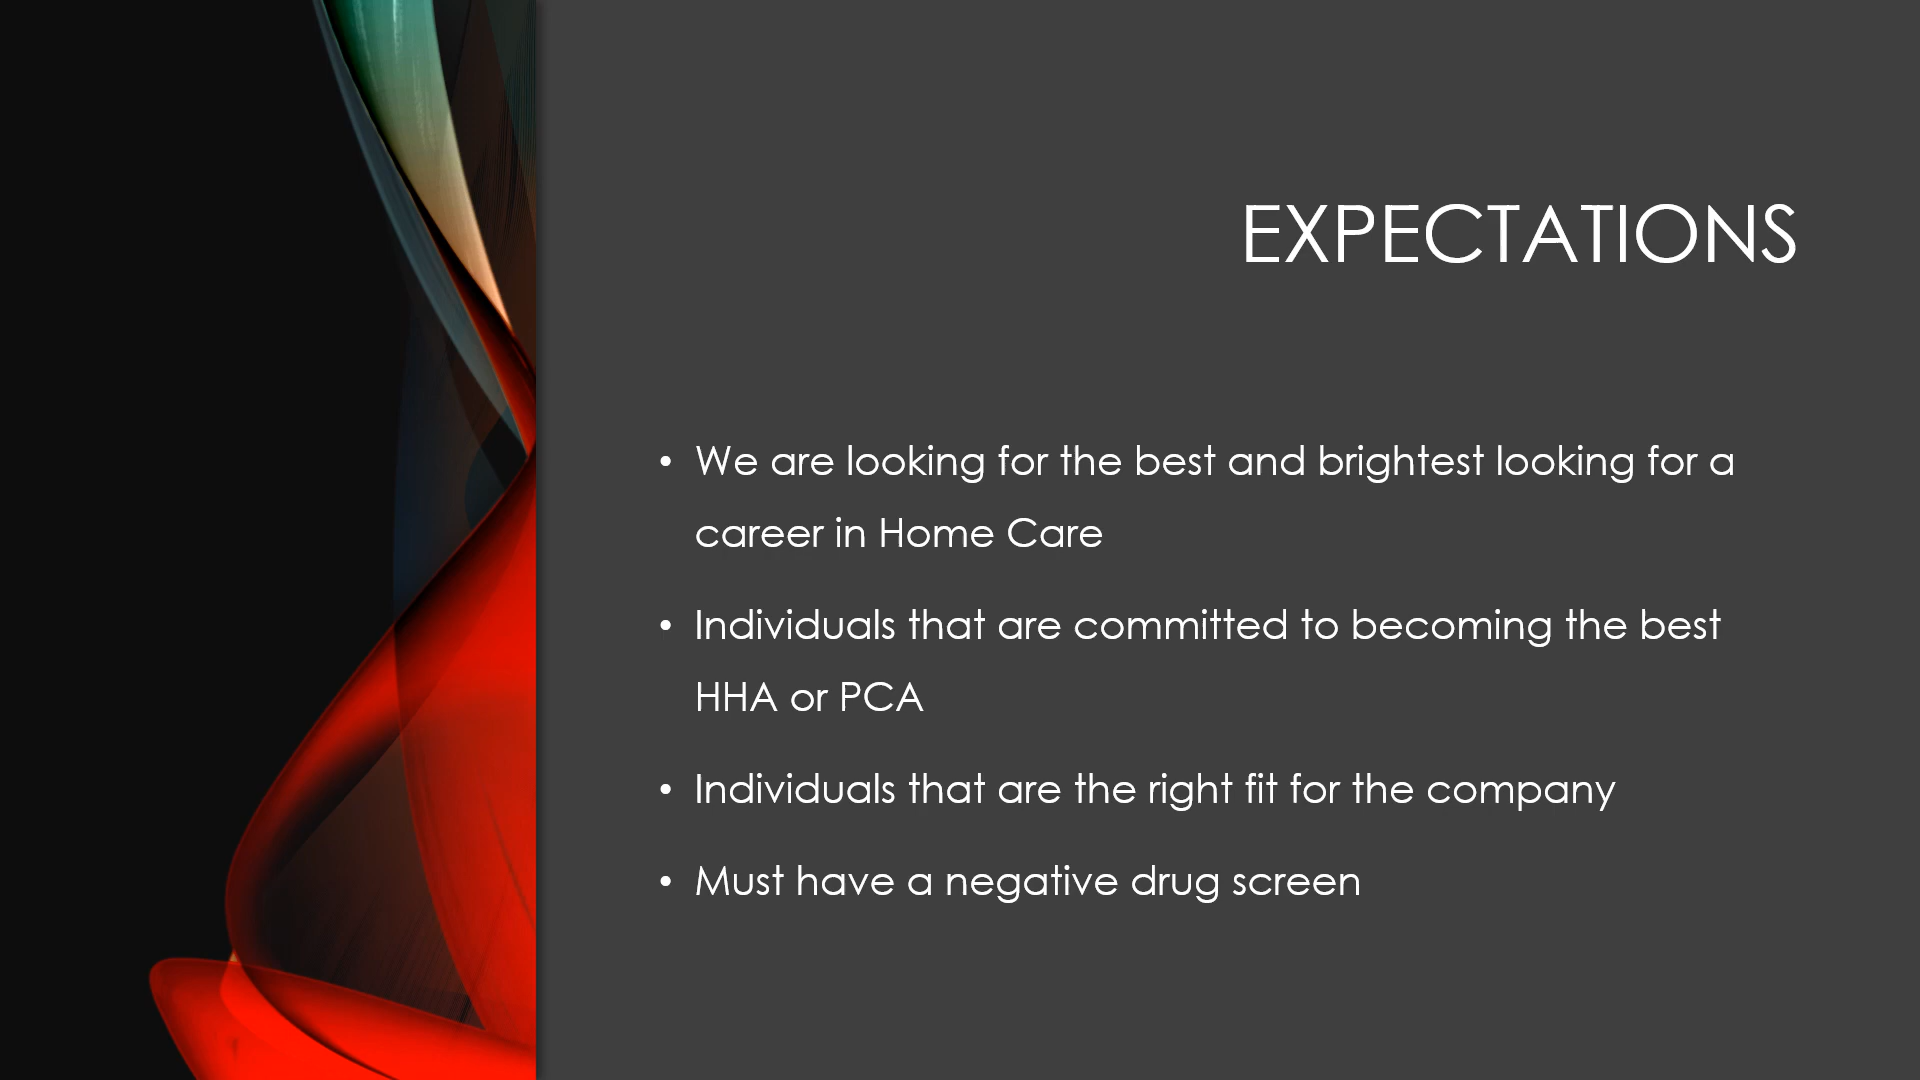 EXPECTATIONS
• We are looking for the best and brightest looking for a
career in Home Care
• Individuals that are committed to becoming the best
HHA or PCA
• Individuals that are the right fit for the company
• Must have a negative drug screen